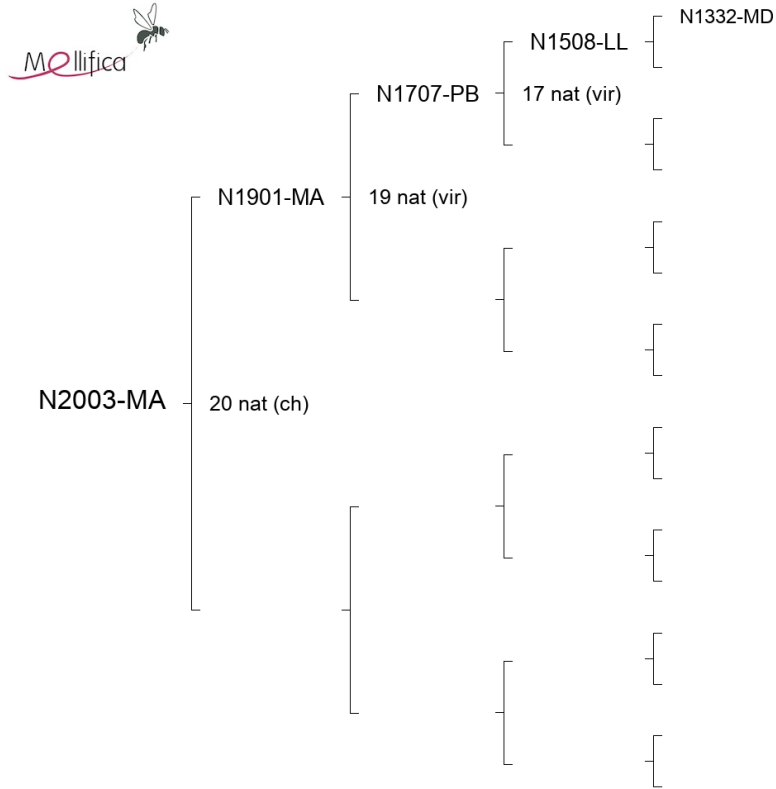 Mellifica
N1332-MD
N1508-LL
N1707-PB
17 nat (vir)
N1901-MA
19 nat (vir)
N2003-MA
20 nat (ch)